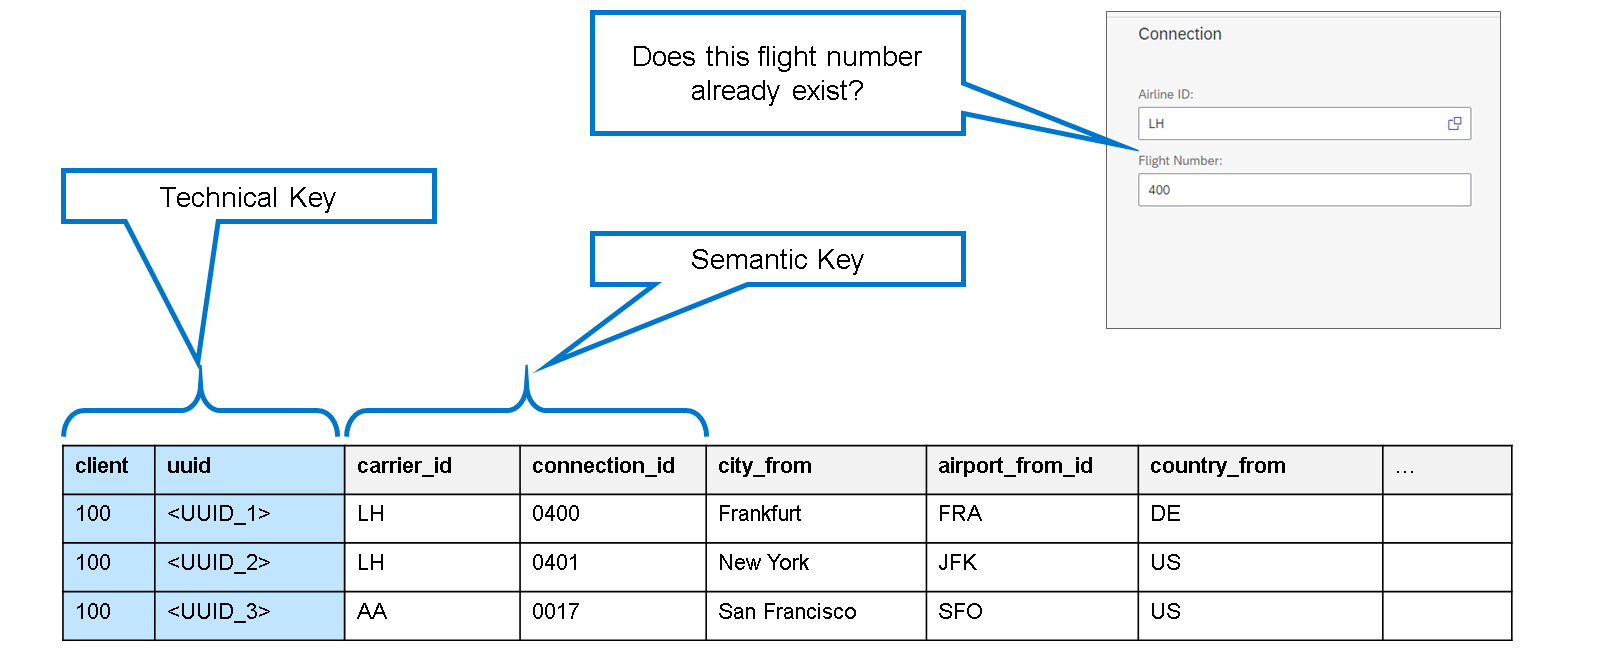 Does this flight number
already exist?
Connection
Airline ID:
LH
Flight Number:
400
Technical Key
Semantic Key
client uuid carrier_id connection_id city_from airport_from_id country_from ...
100 <UUID_1> LH 0400 Frankfurt FRA DE
100 <UUID_2> LH 0401 New York JFK US
100 <UUID_3> AA 0017 San Francisco SFO US